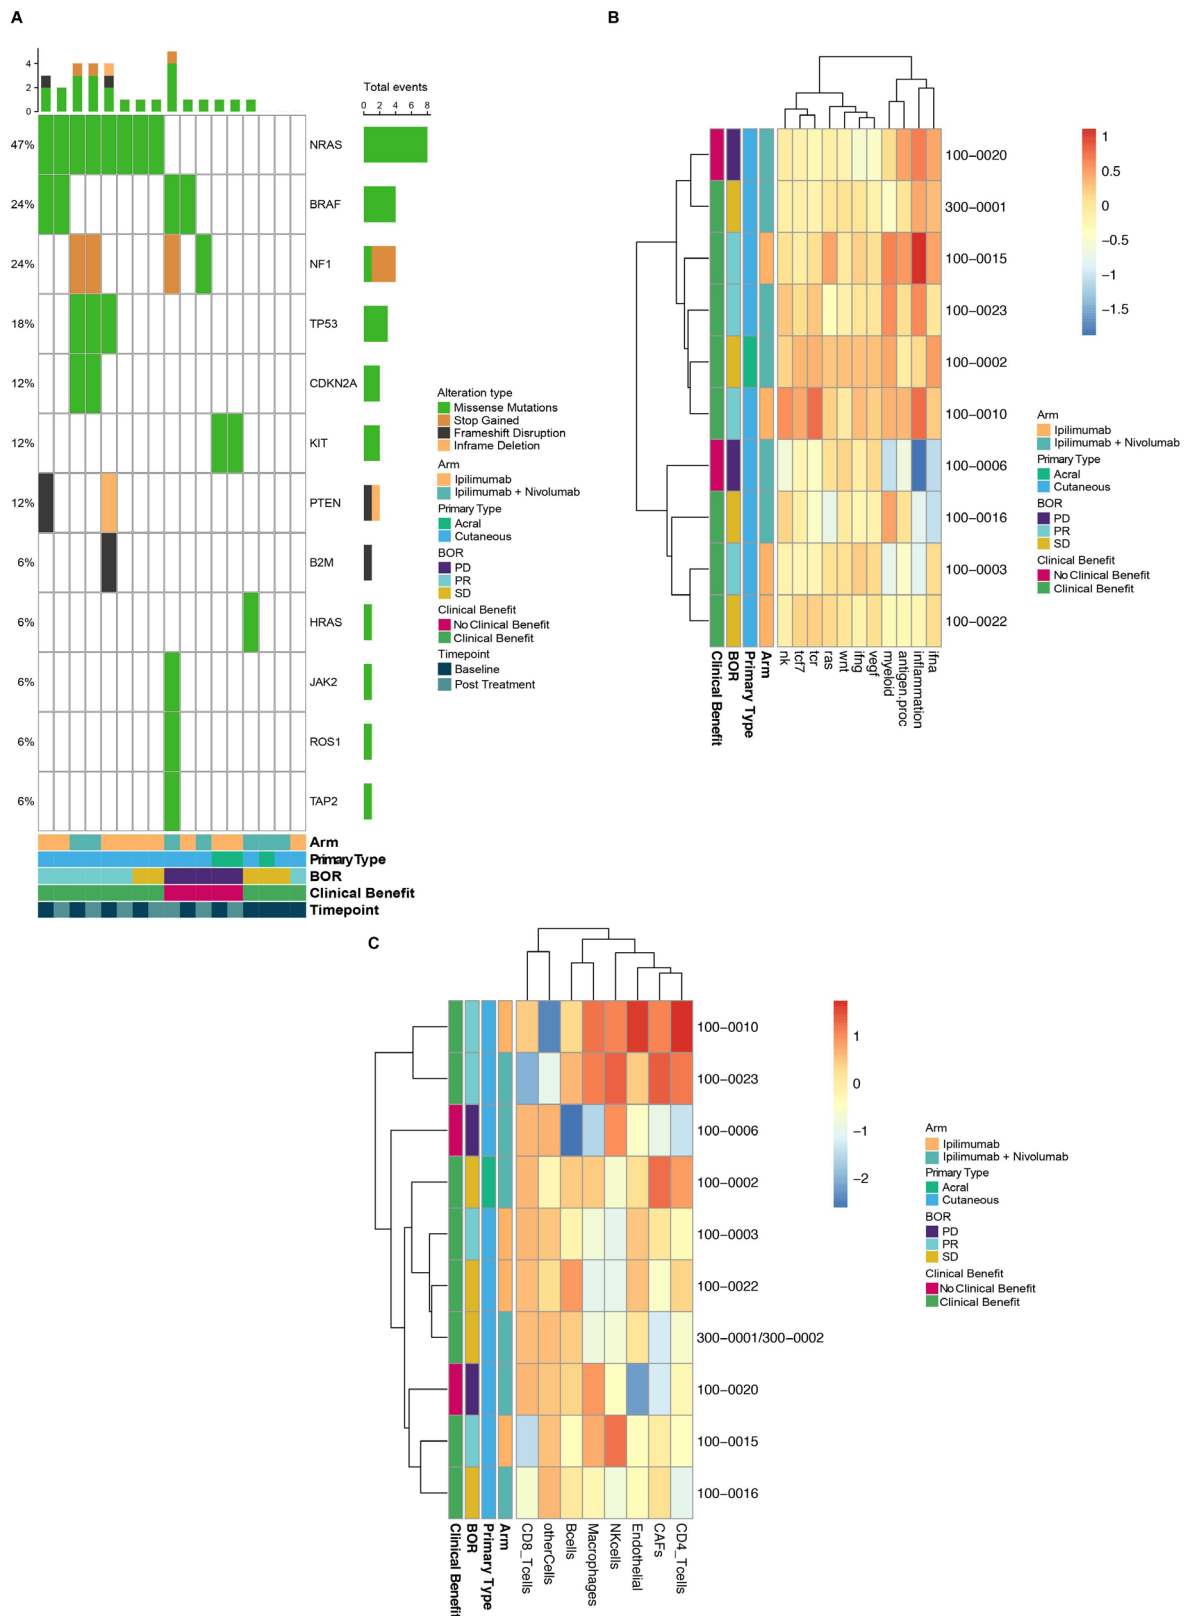 A
4
2
0
Total events
0 2 4 6 8
47% NRAS
24% BRAF
24% NF1
18% TP53
12% CDKN2A
12% KIT
12% PTEN
6% B2M
6% HRAS
6% JAK2
6% ROS1
6% TAP2
Arm
Primary Type
BOR
Clinical Benefit
Timepoint
Alteration type
Missense Mutations
Stop Gained
Frameshift Disruption
Inframe Deletion
Arm
Ipilimumab
Ipilimumab + Nivolumab
Primary Type
Acral
Cutaneous
BOR
PD
PR
SD
Clinical Benefit
No Clinical Benefit
Clinical Benefit
Timepoint
Baseline
Post Treatment
B
100-0020
300-0001
100-0015
100-0023
100-0002
100-0010
100-0006
100-0016
100-0003
100-0022
Clinical Benefit
BOR
Primary Type
Arm
nk
tcf7
tcr
ras
wnt
ifng
vegf
myeloid
antigen.proc
inflammation
ifna
1
0.5
0
−0.5
−1
−1.5
Arm
Ipilimumab
Ipilimumab + Nivolumab
Primary Type
Acral
Cutaneous
BOR
PD
PR
SD
Clinical Benefit
No Clinical Benefit
Clinical Benefit
C
100-0010
100-0023
100-0006
100-0002
100-0003
100-0022
300-0001/300-0002
100-0020
100-0015
100-0016
Clinical Benefit
BOR
Primary Type
Arm
CD8_Tcells
otherCells
Bcells
Macrophages
NKcells
Endothelial
CAFs
CD4_Tcells
1
0
−1
−2
Arm
Ipilimumab
Ipilimumab + Nivolumab
Primary Type
Acral
Cutaneous
BOR
PD
PR
SD
Clinical Benefit
No Clinical Benefit
Clinical Benefit